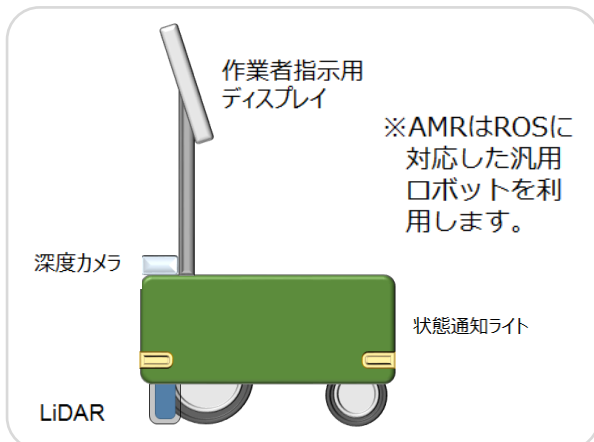 作業者指示用
ディスプレイ
※AMRはROSに
対応した汎用
ロボットを利
用します。
深度カメラ
状態通知ライト
LiDAR